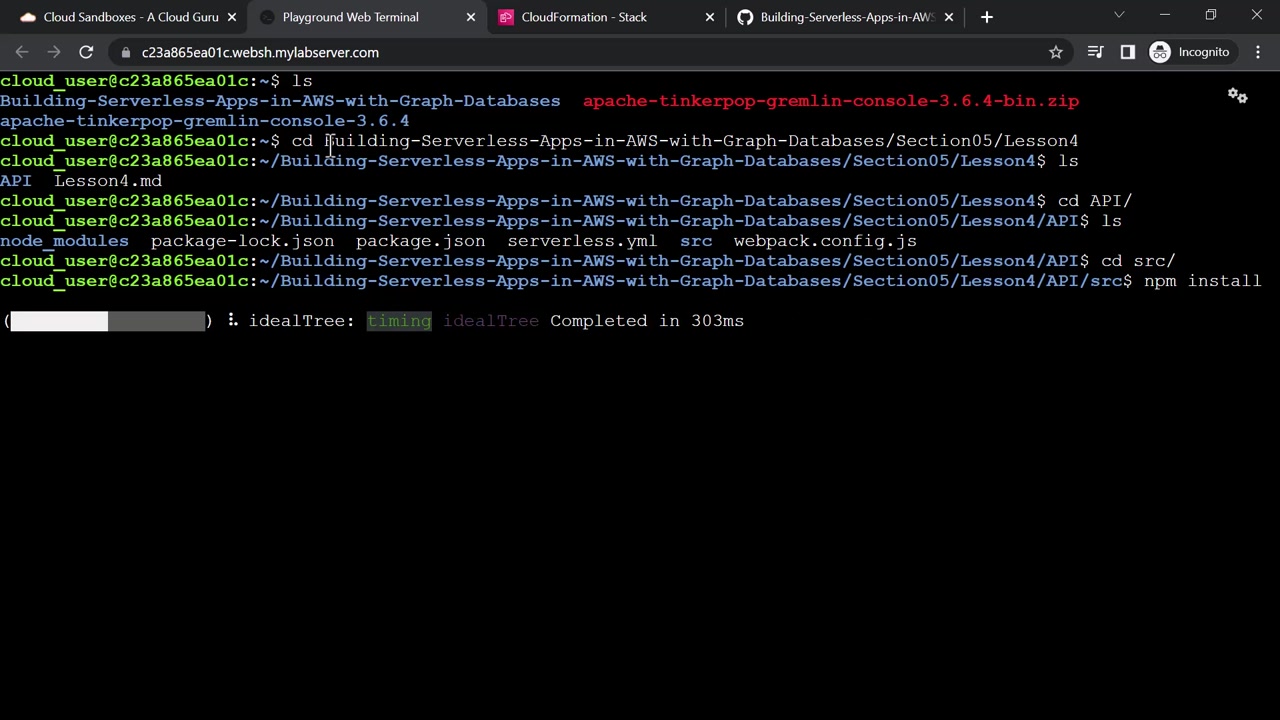 Cloud Sandboxes - A Cloud Guru
Playground Web Terminal
CloudFormation - Stack
Building-Serverless-Apps-in-AWS
c23a865ea01c.websh.mylabserver.com
Incognito
cloud_user@c23a865ea01c:~$ ls
Building-Serverless-Apps-in-AWS-with-Graph-Databases apache-tinkerpop-gremlin-console-3.6.4-bin.zip
apache-tinkerpop-gremlin-console-3.6.4
cloud_user@c23a865ea01c:~$ cd Building-Serverless-Apps-in-AWS-with-Graph-Databases/Section05/Lesson4
cloud_user@c23a865ea01c:~/Building-Serverless-Apps-in-AWS-with-Graph-Databases/Section05/Lesson4$ ls
API Lesson4.md
cloud_user@c23a865ea01c:~/Building-Serverless-Apps-in-AWS-with-Graph-Databases/Section05/Lesson4$ cd API/
cloud_user@c23a865ea01c:~/Building-Serverless-Apps-in-AWS-with-Graph-Databases/Section05/Lesson4/API$ ls
node_modules package-lock.json package.json serverless.yml src webpack.config.js
cloud_user@c23a865ea01c:~/Building-Serverless-Apps-in-AWS-with-Graph-Databases/Section05/Lesson4/API$ cd src/
cloud_user@c23a865ea01c:~/Building-Serverless-Apps-in-AWS-with-Graph-Databases/Section05/Lesson4/API/src$ npm install
( ) ⠧ idealTree: timing idealTree Completed in 303ms